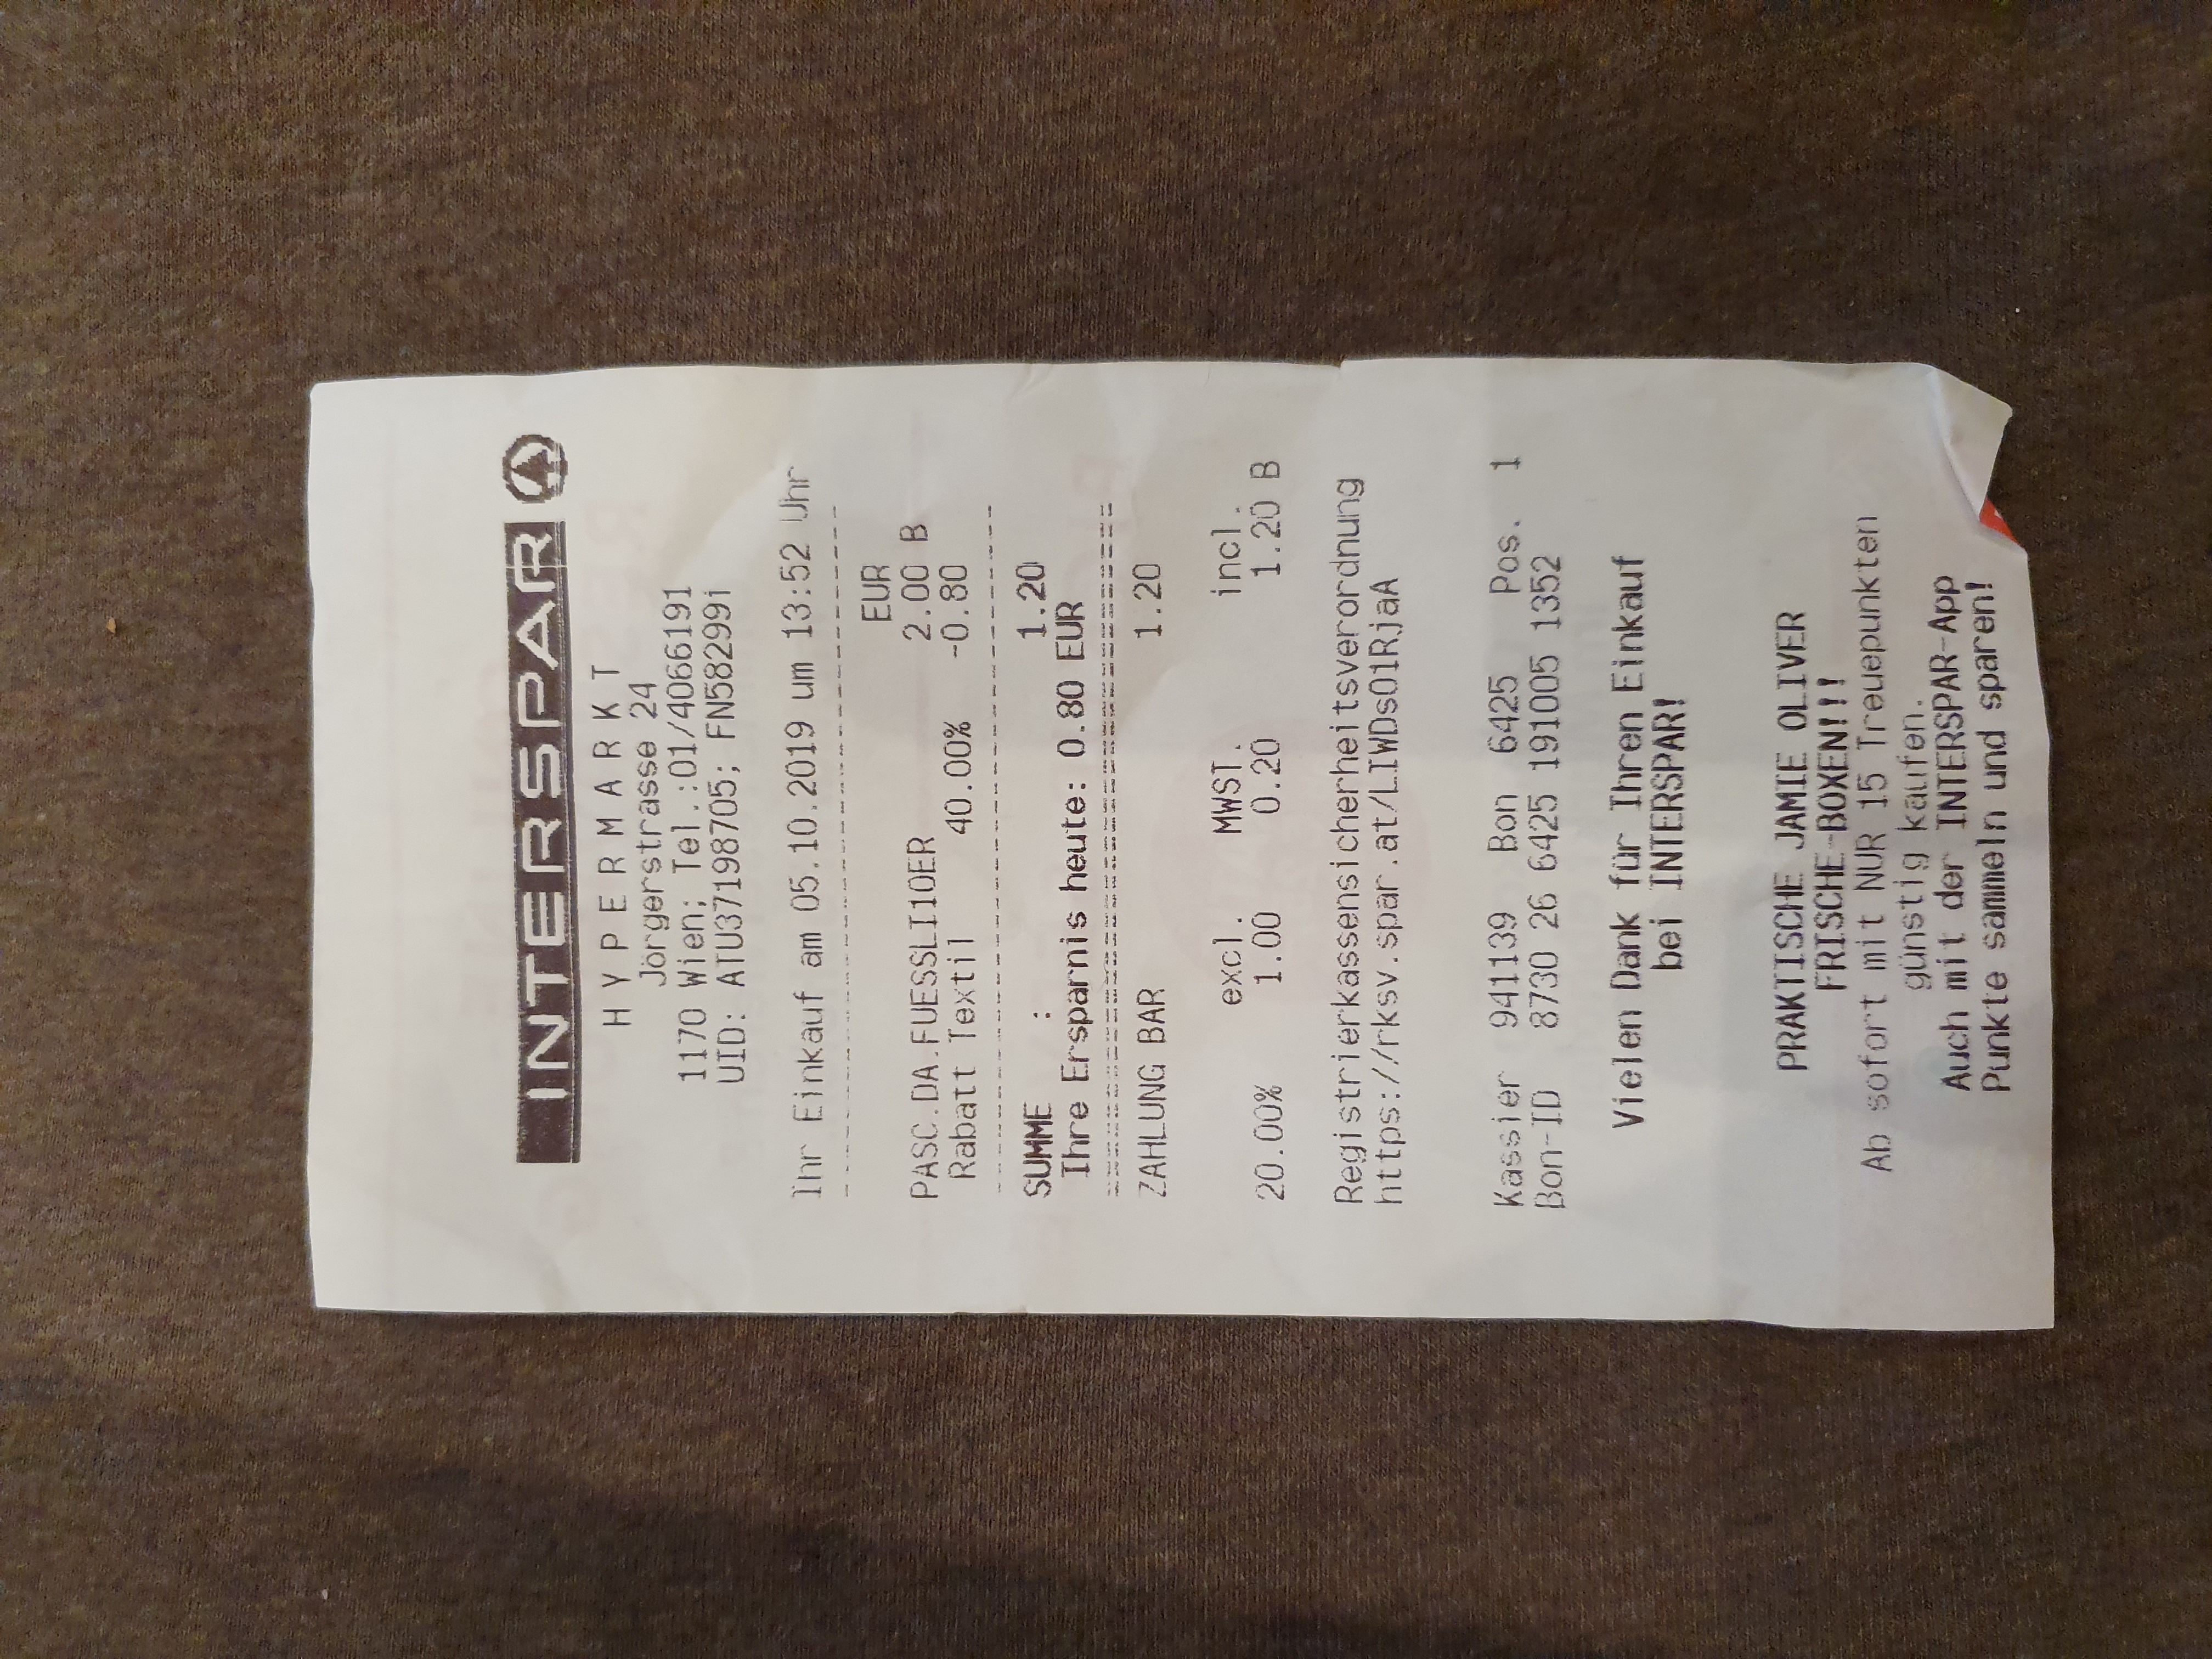 INTERSPAR
HYPERMARKT
Jörgerstrasse 24
1170 Wien; Tel.:01/4066191
UID: ATU37198705; FN58299i
Ihr Einkauf am 05.10.2019 um 13:52 Uhr
EUR
PASC.DA.FUESSLI10ER 2.00 B
Rabatt Textil 40.00% -0.80
SUMME : 1.20
Ihre Ersparnis heute: 0.80 EUR
ZAHLUNG BAR 1.20
excl. MWST. incl.
20.00% 1.00 0.20 1.20 B
Registrierkassensicherheitsverordnung
https://rksv.spar.at/LIWDsO1RjaA
Kassier 941139 Bon 6425 Pos. 1
Bon-ID 8730 26 6425 191005 1352
Vielen Dank für Ihren Einkauf
bei INTERSPAR!
PRAKTISCHE JAMIE OLIVER
FRISCHE-BOXEN!!!
Ab sofort mit NUR 15 Treuepunkten
günstig kaufen.
Auch mit der INTERSPAR-App
Punkte sammeln und sparen!